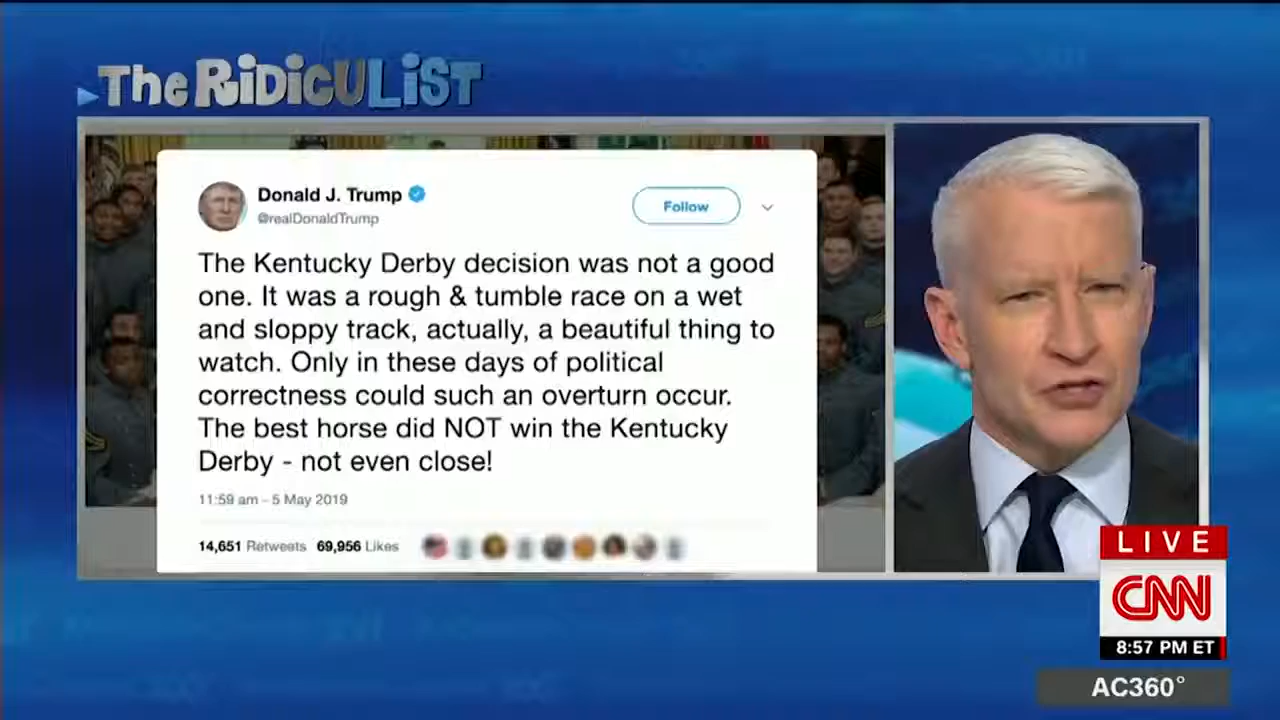 The RiDicULiST
Donald J. Trump
@realDonaldTrump
Follow
The Kentucky Derby decision was not a good
one. It was a rough & tumble race on a wet
and sloppy track, actually, a beautiful thing to
watch. Only in these days of political
correctness could such an overturn occur.
The best horse did NOT win the Kentucky
Derby - not even close!
11:59 am - 5 May 2019
14,651 Retweets 69,956 Likes
LIVE
CNN
8:57 PM ET
AC360°